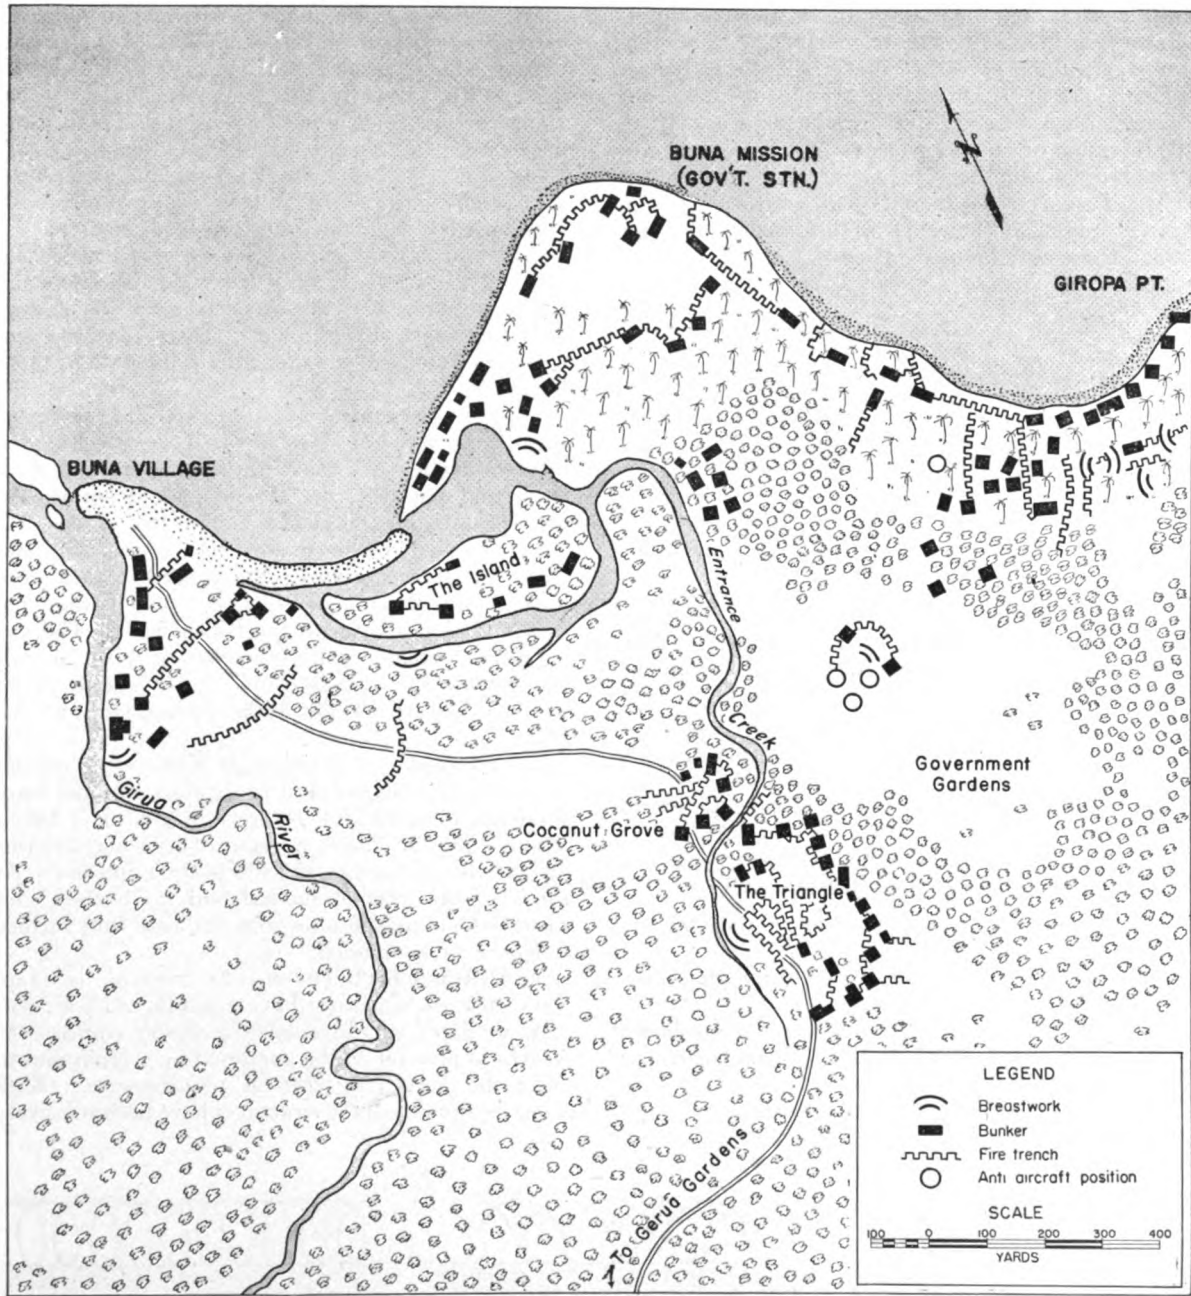 BUNA MISSION
(GOV'T. STN.)
N
GIROPA PT.
BUNA VILLAGE
The Island
Entrance
Creek
Girua
River
Government
Gardens
Cocanut Grove
The Triangle
To Gerua Gardens
LEGEND
Breastwork
Bunker
Fire trench
Anti aircraft position
SCALE
100 0 100 200 300 400
YARDS